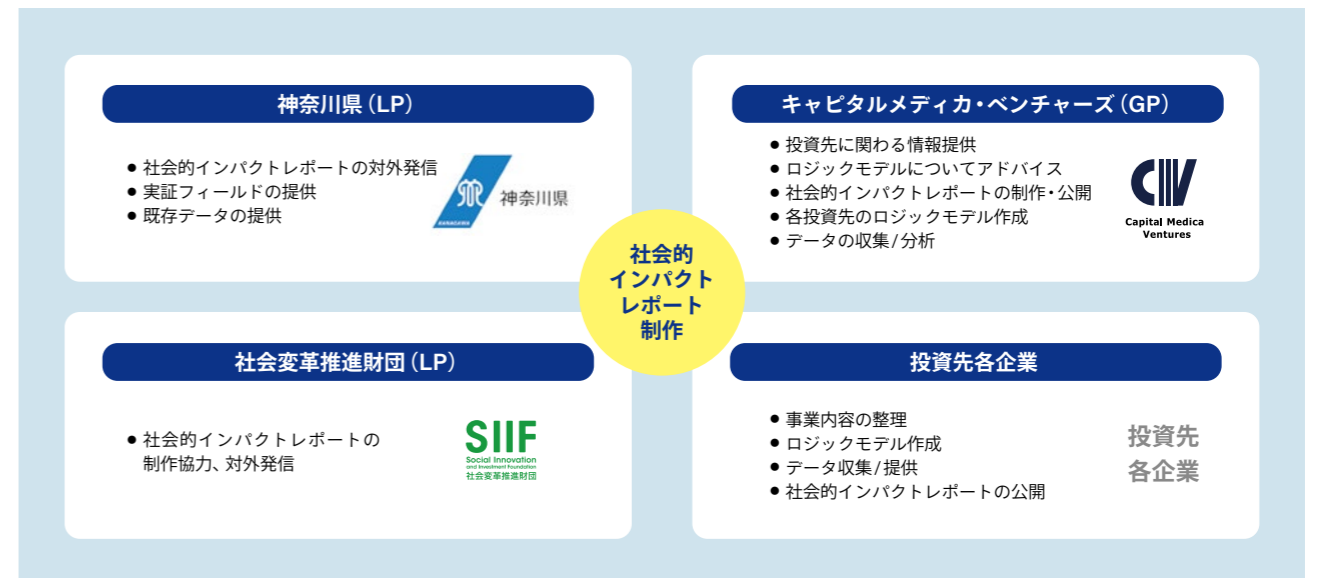 神奈川県（LP）
● 社会的インパクトレポートの対外発信
● 実証フィールドの提供
● 既存データの提供
KANAGAWA
神奈川県
キャピタルメディカ・ベンチャーズ（GP）
● 投資先に関わる情報提供
● ロジックモデルについてアドバイス
● 社会的インパクトレポートの制作・公開
● 各投資先のロジックモデル作成
● データの収集/分析
CMV
Capital Medica
Ventures
社会的
インパクト
レポート
制作
社会変革推進財団（LP）
● 社会的インパクトレポートの
制作協力、対外発信
SIIF
Social Innovation
and Investment Foundation
社会変革推進財団
投資先各企業
● 事業内容の整理
● ロジックモデル作成
● データ収集/提供
● 社会的インパクトレポートの公開
投資先
各企業